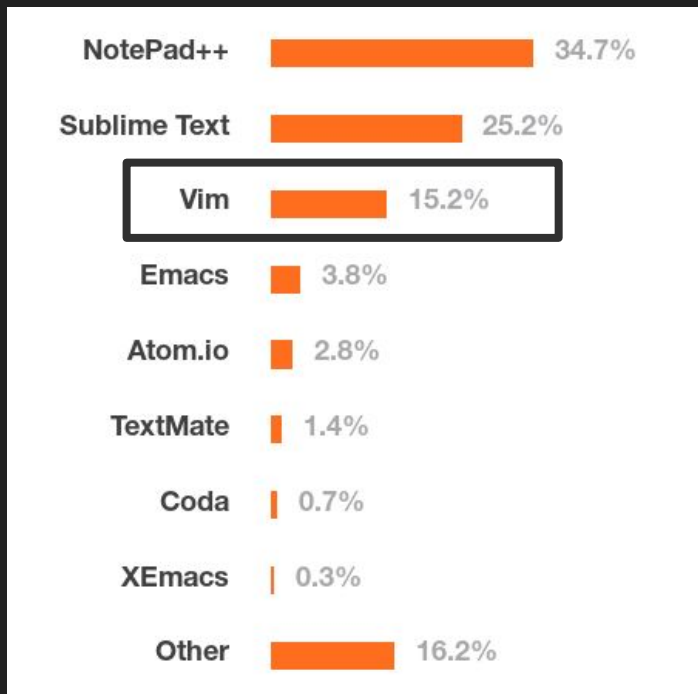 NotePad++ 34.7%
Sublime Text 25.2%
Vim 15.2%
Emacs 3.8%
Atom.io 2.8%
TextMate 1.4%
Coda 0.7%
XEmacs 0.3%
Other 16.2%